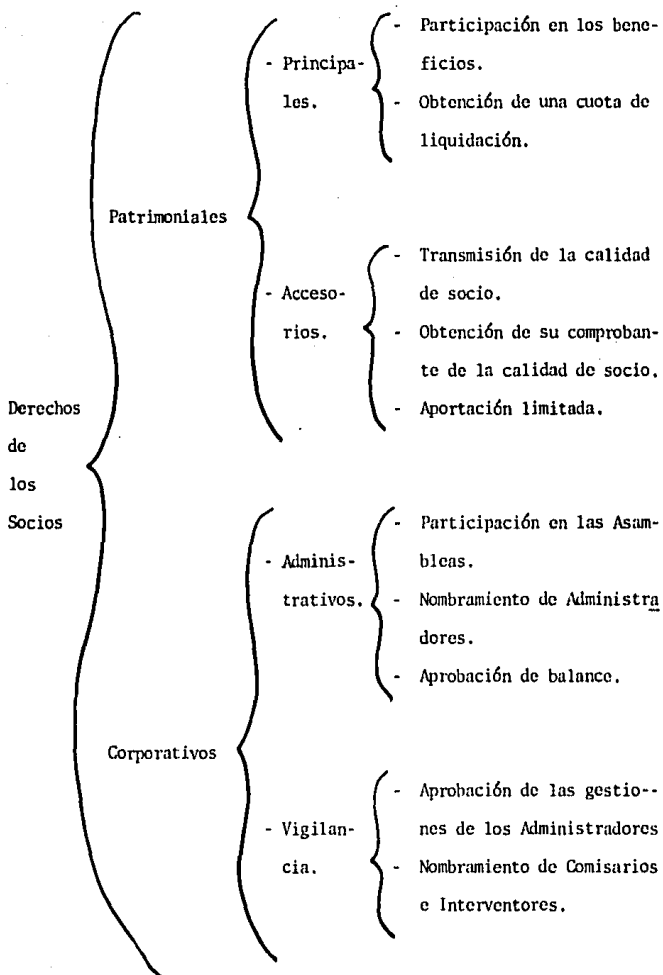 Derechos
de
los
Socios
Patrimoniales
- Principa-
les.
- Participación en los bene-
ficios.
- Obtención de una cuota de
liquidación.
- Acceso-
rios.
- Transmisión de la calidad
de socio.
- Obtención de su comproban-
te de la calidad de socio.
- Aportación limitada.
Corporativos
- Adminis-
trativos.
- Participación en las Asam-
bleas.
- Nombramiento de Administra
dores.
- Aprobación de balance.
- Vigilan-
cia.
- Aprobación de las gestio--
nes de los Administradores
- Nombramiento de Comisarios
e Interventores.